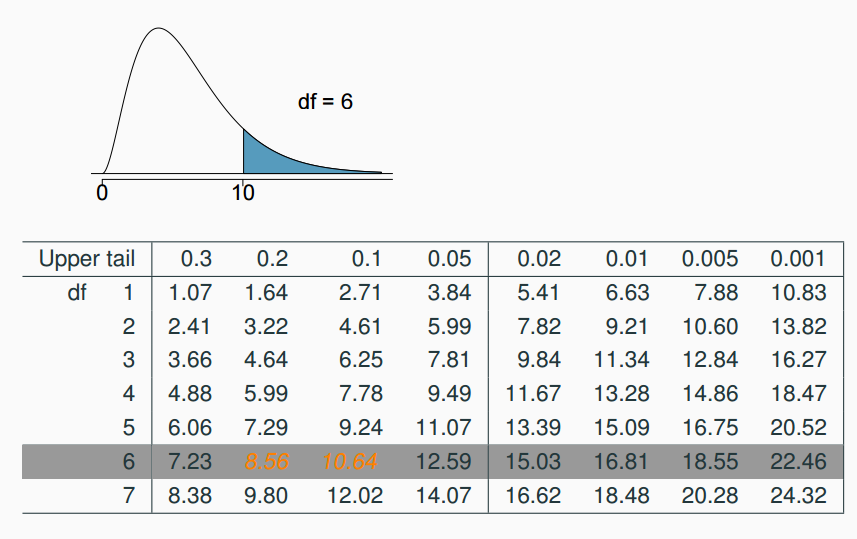 df = 6
0 10
Upper tail 0.3 0.2 0.1 0.05 0.02 0.01 0.005 0.001
df 1 1.07 1.64 2.71 3.84 5.41 6.63 7.88 10.83
2 2.41 3.22 4.61 5.99 7.82 9.21 10.60 13.82
3 3.66 4.64 6.25 7.81 9.84 11.34 12.84 16.27
4 4.88 5.99 7.78 9.49 11.67 13.28 14.86 18.47
5 6.06 7.29 9.24 11.07 13.39 15.09 16.75 20.52
6 7.23 8.56 10.64 12.59 15.03 16.81 18.55 22.46
7 8.38 9.80 12.02 14.07 16.62 18.48 20.28 24.32